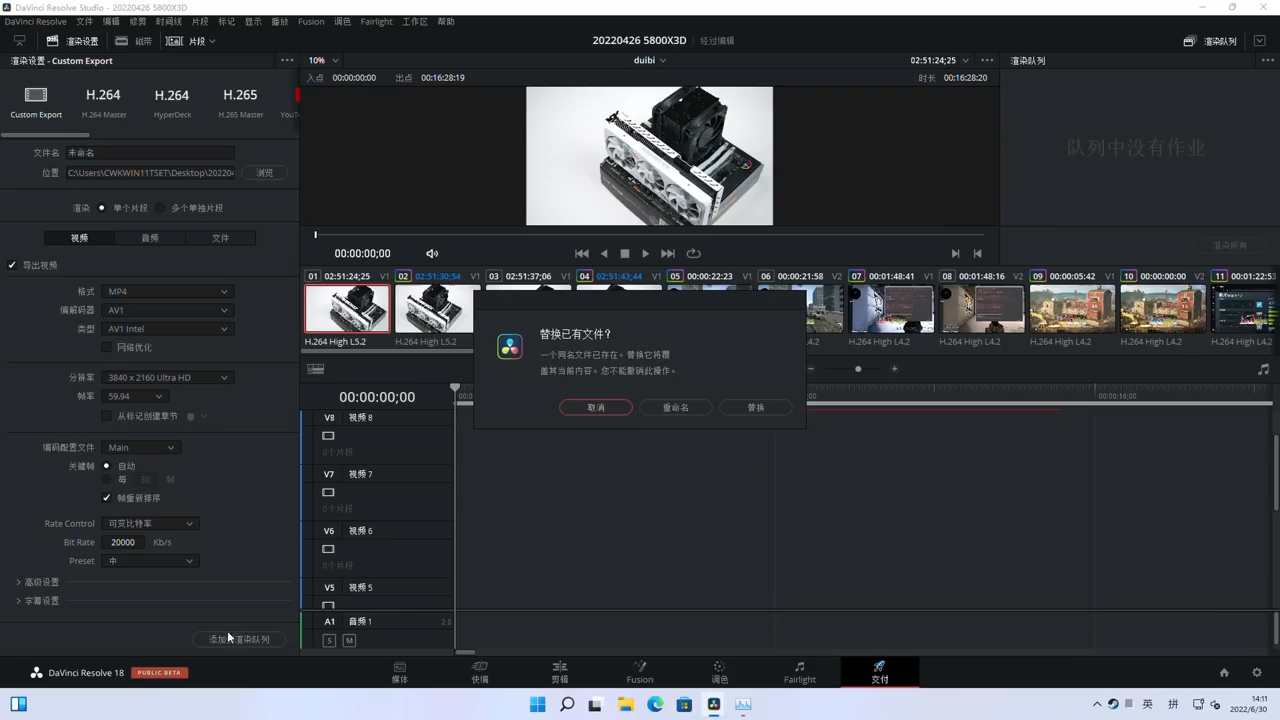 DaVinci Resolve Studio - 20220426 5800X3D
DaVinci Resolve 文件 编辑 修剪 时间线 片段 标记 显示 播放 Fusion 调色 Fairlight 工作区 帮助
渲染设置 磁带 片段
20220426 5800X3D 经过编辑
渲染队列
渲染设置 - Custom Export
10%
duibi
02:51:24;25
渲染队列
入点 00:00:00;00 出点 00:16:28;19
时长 00:16:28;20
H.264 H.264 H.265
Custom Export H.264 Master HyperDeck H.265 Master
队列中没有作业
文件名 未命名
位置 C:\Users\CWKWIN11TSET\Desktop\202204 浏览
渲染 单个片段 多个单独片段
视频 音频 文件
渲染所有
00:00:00;00
导出视频
01 02:51:24;25 V1 02 02:51:30;54 V1 03 02:51:37;06 V1 04 02:51:43;44 V1 05 00:00:22;23 V1 06 00:00:21;58 V2 07 00:01:48;41 V1 08 00:01:48;16 V2 09 00:00:05;42 V1 10 00:00:00;00 V2 11 00:01:22;5
H.264 High L5.2 H.264 High L5.2 H.264 High L4.2 H.264 High L4.2 H.264 High L4.2 H.264 High L4.2 H.264 High L4.2
格式 MP4
编解码器 AV1
类型 AV1 Intel
网络优化
分辨率 3840 x 2160 Ultra HD
帧率 59.94
从标记创建章节
编码配置文件 Main
关键帧 自动
每 30 帧
帧重新排序
Rate Control 可变比特率
Bit Rate 20000 Kb/s
Preset 中
高级设置
字幕设置
添加到渲染队列
替换已有文件?
一个同名文件已存在。替换它将覆
盖其当前内容。您不能撤销此操作。
取消 重命名 替换
00:00:00;00
00:00:16;00
V8 视频 8
0个片段
V7 视频 7
0个片段
V6 视频 6
0个片段
V5 视频 5
A1 音频 1 2.0
S M
DaVinci Resolve 18 PUBLIC BETA
媒体 快编 剪辑 Fusion 调色 Fairlight 交付
英 拼
14:11
2022/6/30